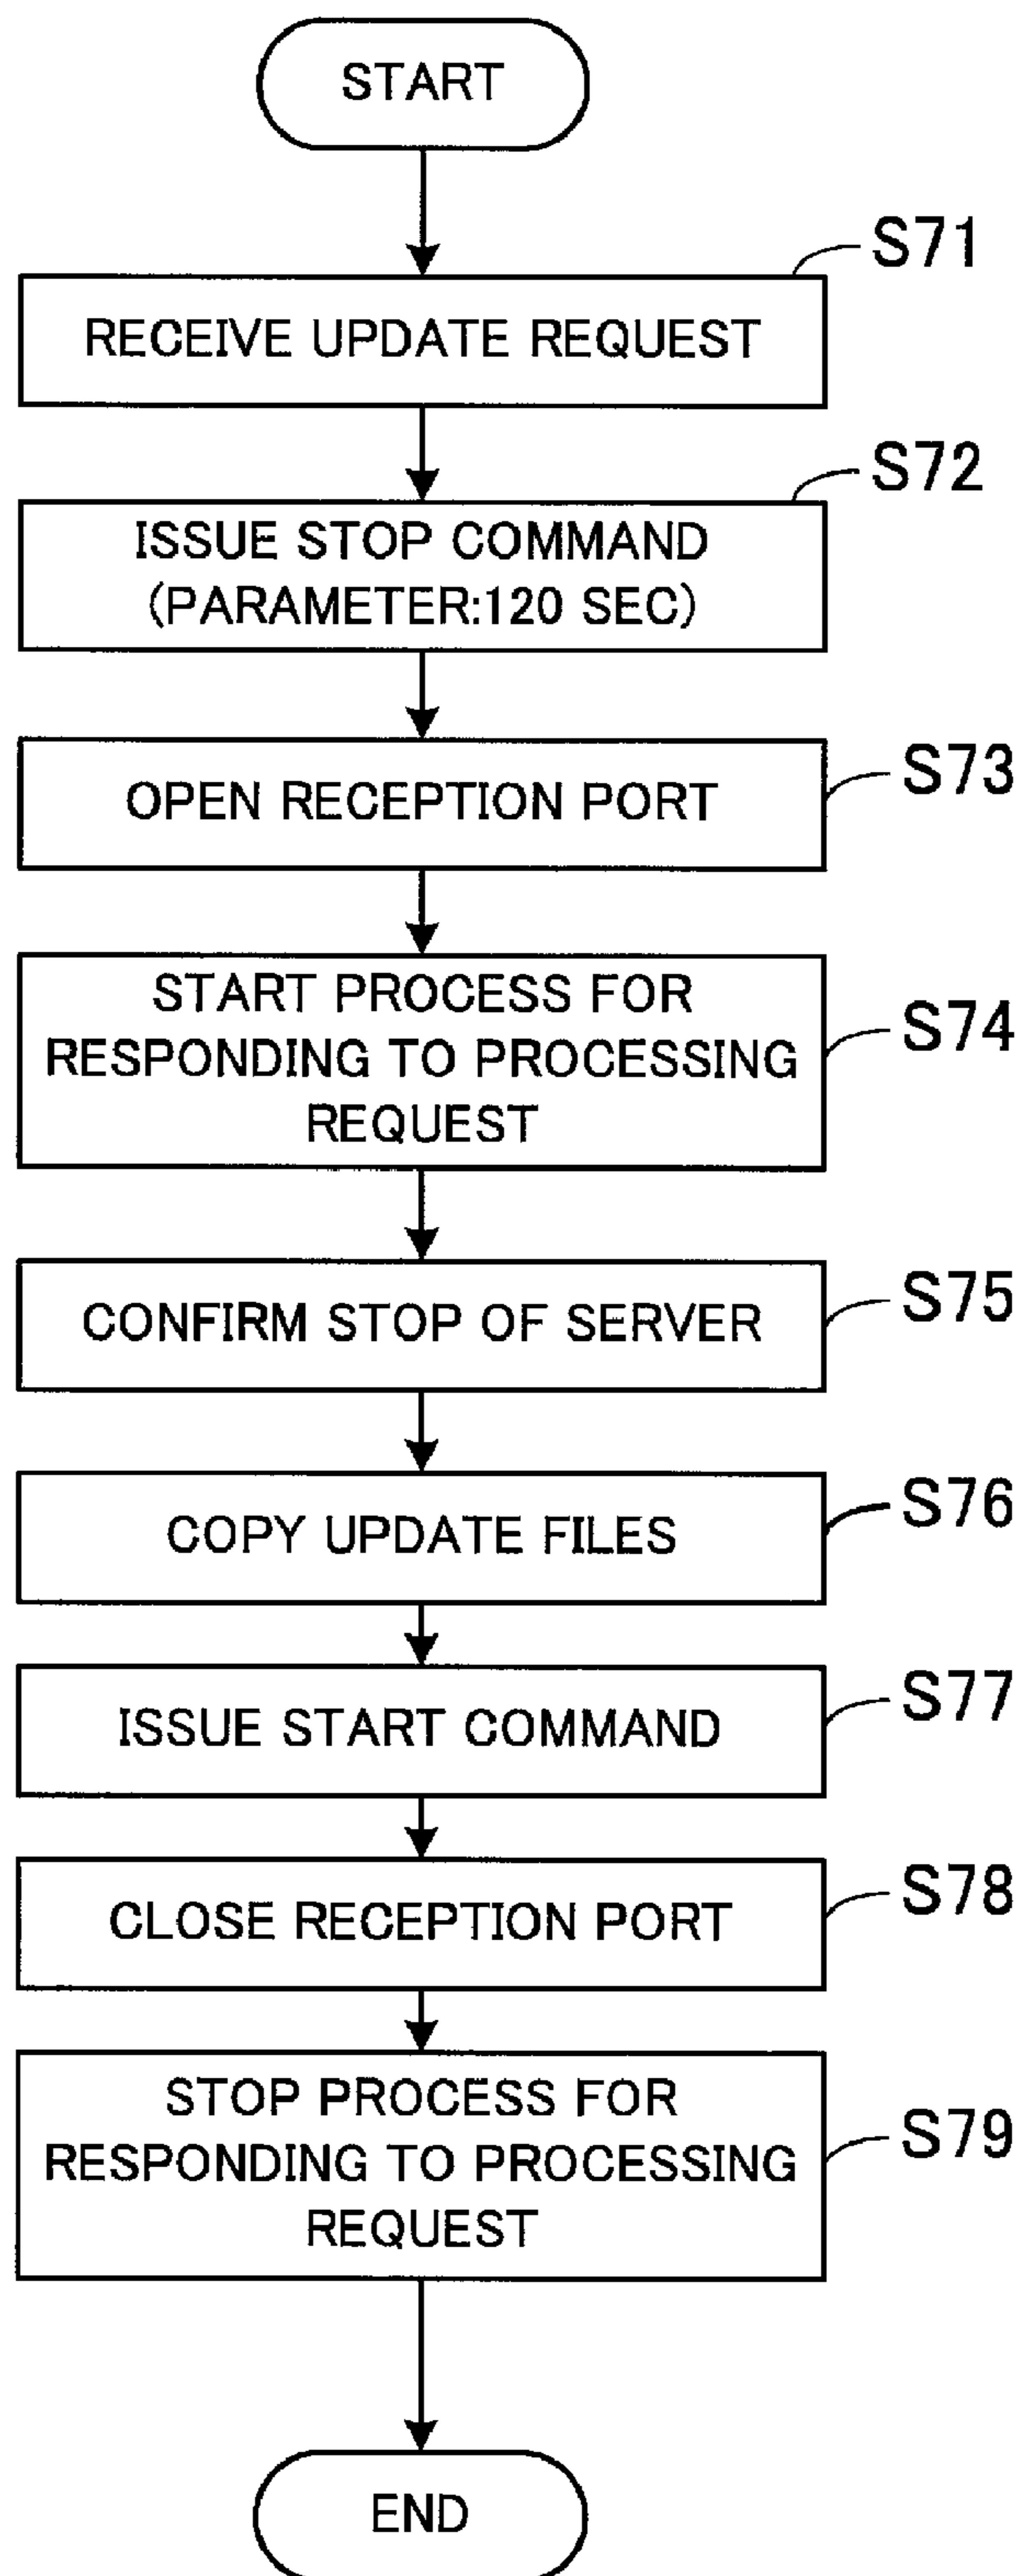 START
S71
RECEIVE UPDATE REQUEST
S72
ISSUE STOP COMMAND
(PARAMETER:120 SEC)
S73
OPEN RECEPTION PORT
S74
START PROCESS FOR
RESPONDING TO PROCESSING
REQUEST
S75
CONFIRM STOP OF SERVER
S76
COPY UPDATE FILES
S77
ISSUE START COMMAND
S78
CLOSE RECEPTION PORT
S79
STOP PROCESS FOR
RESPONDING TO PROCESSING
REQUEST
END